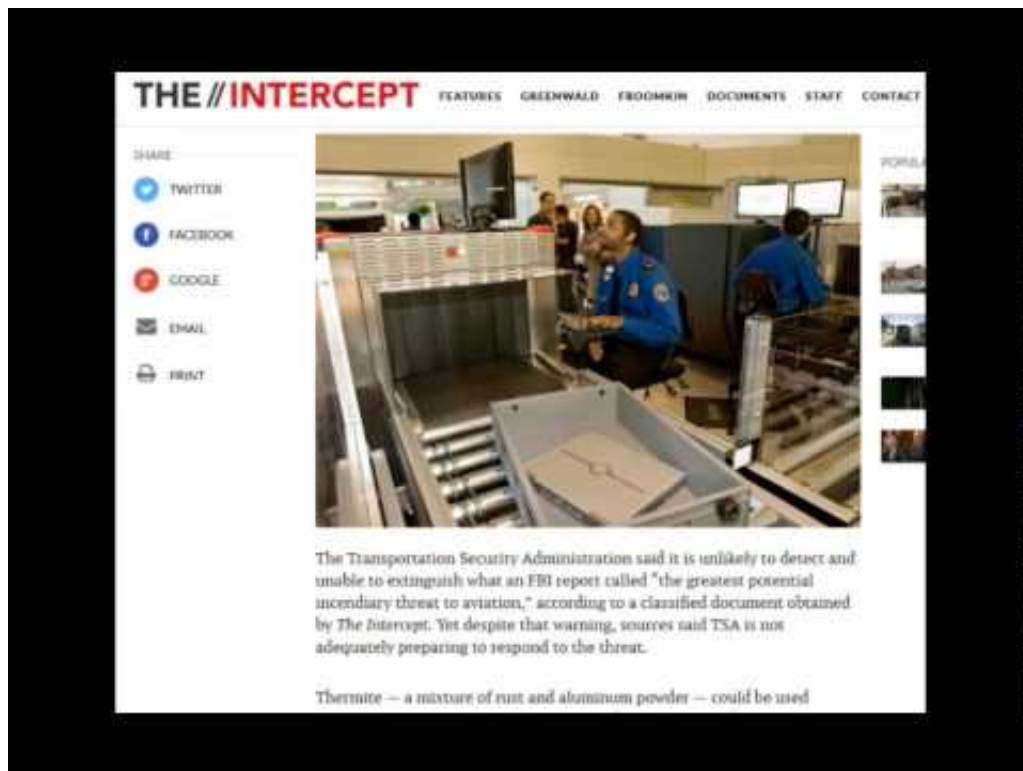 THE // INTERCEPT
FEATURES GREENWALD FROOMKIN DOCUMENTS STAFF CONTACT
SHARE
TWITTER
FACEBOOK
GOOGLE
EMAIL
PRINT
The Transportation Security Administration said it is unlikely to detect and
unable to extinguish what an FBI report called "the greatest potential
incendiary threat to aviation," according to a classified document obtained
by The Intercept. Yet despite that warning, sources said TSA is not
adequately preparing to respond to the threat.
Thermite — a mixture of rust and aluminum powder — could be used